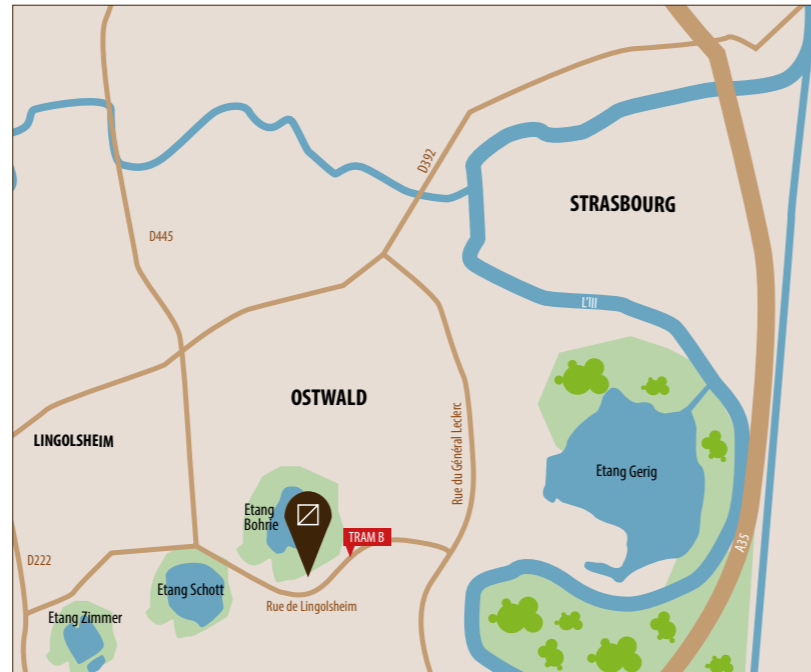 D392
STRASBOURG
D445
L'Ill
OSTWALD
Rue du Général Leclerc
LINGOLSHEIM
Etang Gerig
Etang
Bohrie
TRAM B
A35
D222
Etang Schott
Rue de Lingolsheim
Etang Zimmer